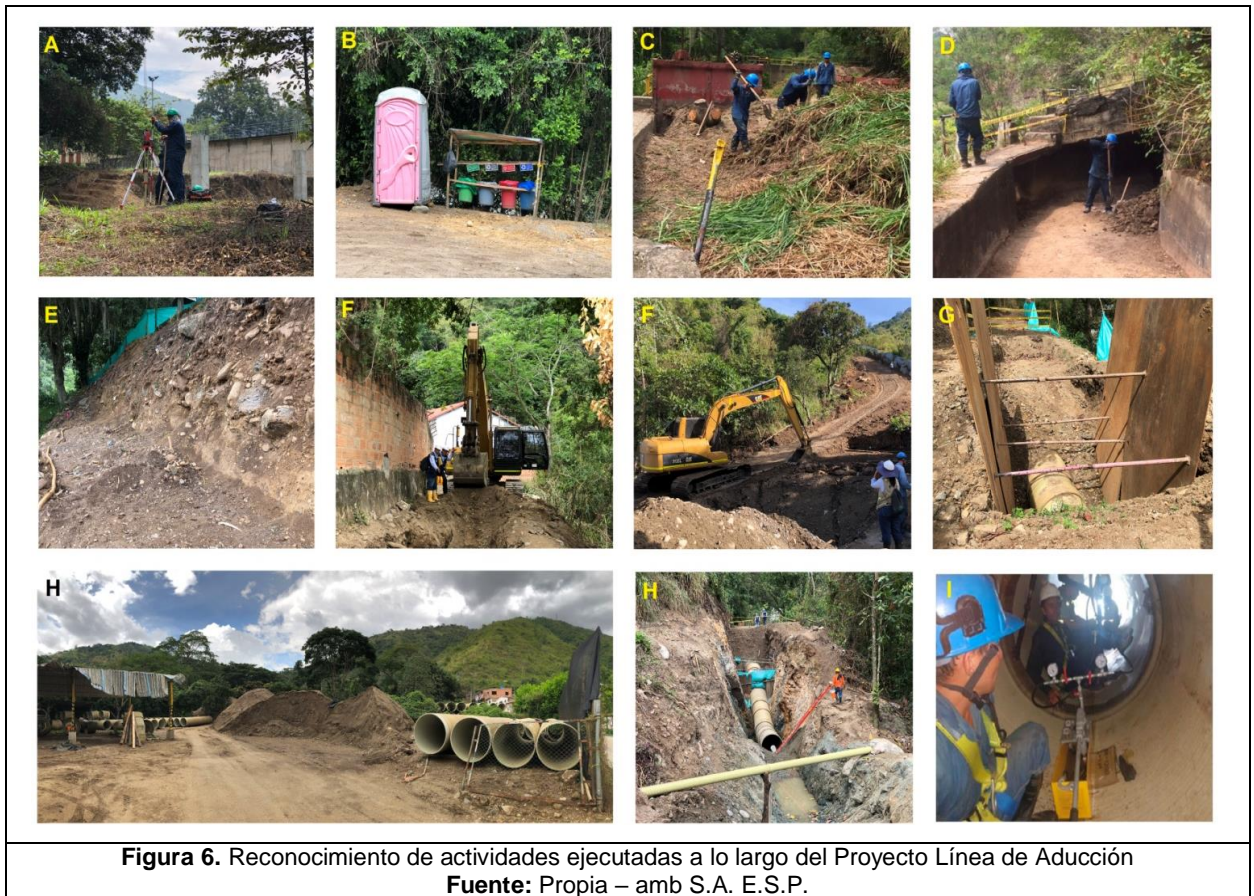 A
B
C
D
E
F
F
G
H
H
I
Figura 6. Reconocimiento de actividades ejecutadas a lo largo del Proyecto Línea de Aducción
Fuente: Propia – amb S.A. E.S.P.